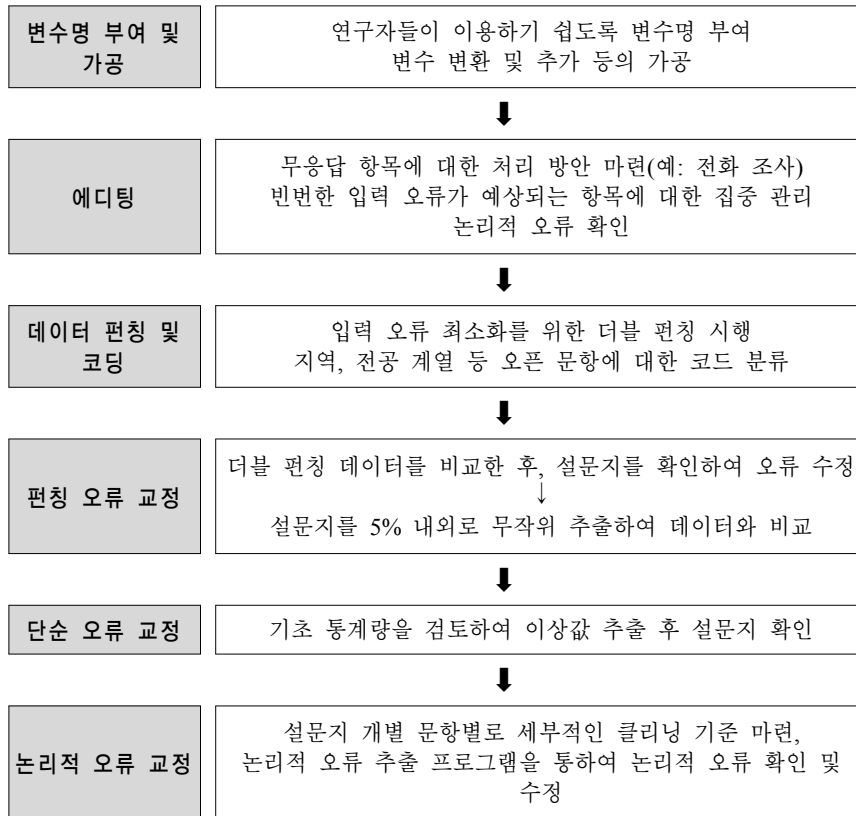 변수명 부여 및
가공
연구자들이 이용하기 쉽도록 변수명 부여
변수 변환 및 추가 등의 가공
에디팅
무응답 항목에 대한 처리 방안 마련(예: 전화 조사)
빈번한 입력 오류가 예상되는 항목에 대한 집중 관리
논리적 오류 확인
데이터 펀칭 및
코딩
입력 오류 최소화를 위한 더블 펀칭 시행
지역, 전공 계열 등 오픈 문항에 대한 코드 분류
펀칭 오류 교정
더블 펀칭 데이터를 비교한 후, 설문지를 확인하여 오류 수정
↓
설문지를 5% 내외로 무작위 추출하여 데이터와 비교
단순 오류 교정
기초 통계량을 검토하여 이상값 추출 후 설문지 확인
논리적 오류 교정
설문지 개별 문항별로 세부적인 클리닝 기준 마련,
논리적 오류 추출 프로그램을 통하여 논리적 오류 확인 및
수정